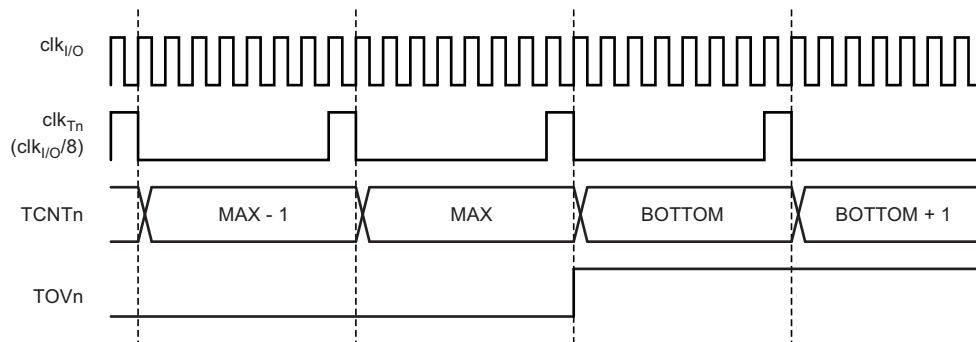 clkI/O
clkTn
(clkI/O/8)
TCNTn
MAX - 1
MAX
BOTTOM
BOTTOM + 1
TOVn